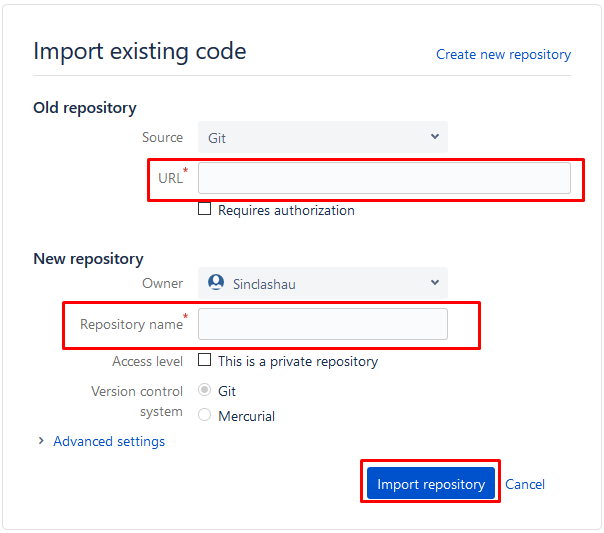 Import existing code
Create new repository
Old repository
Source
Git
URL*
Requires authorization
New repository
Owner
Sinclashau
Repository name*
Access level
This is a private repository
Version control
system
Git
Mercurial
Advanced settings
Import repository
Cancel